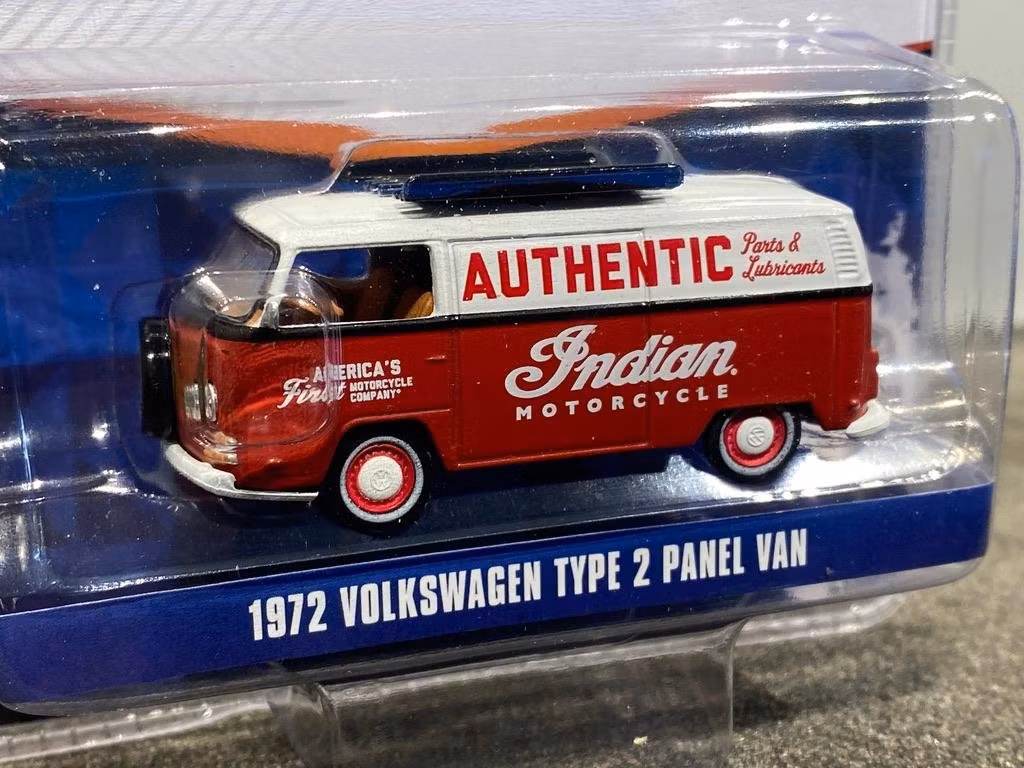 AUTHENTIC Parts &
Lubricants
Indian.
MOTORCYCLE
AMERICA'S
First MOTORCYCLE
COMPANY®
1972 VOLKSWAGEN TYPE 2 PANEL VAN